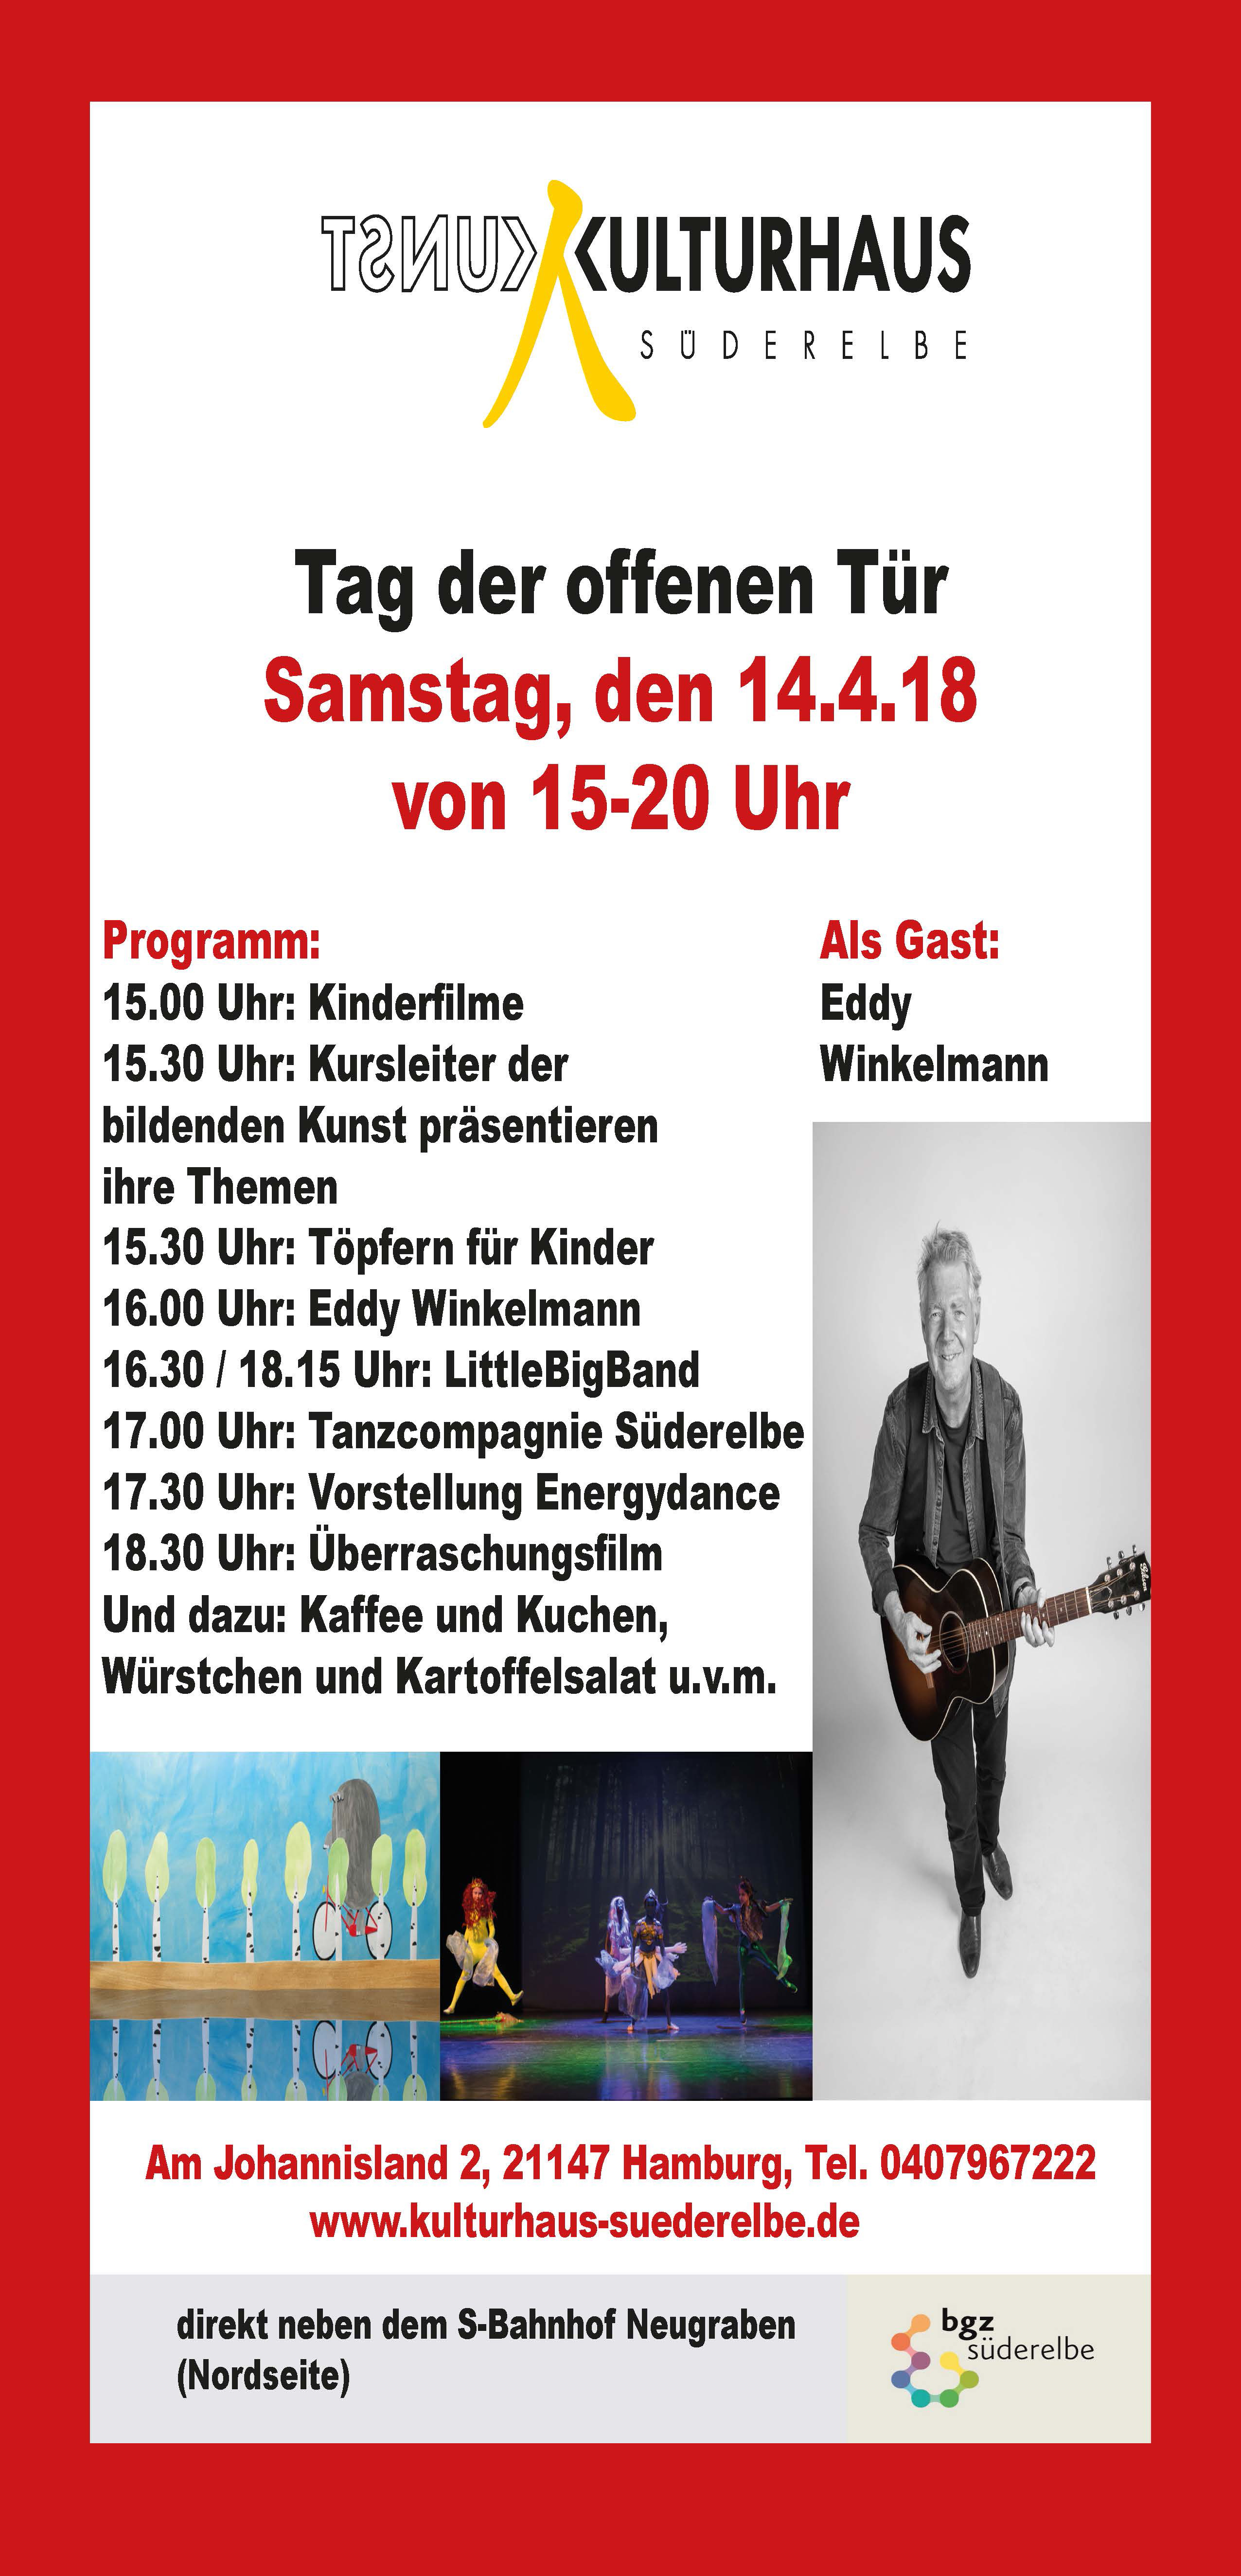 KUNST KULTURHAUS
SÜDERELBE
Tag der offenen Tür
Samstag, den 14.4.18
von 15-20 Uhr
Programm:
15.00 Uhr: Kinderfilme
15.30 Uhr: Kursleiter der
bildenden Kunst präsentieren
ihre Themen
15.30 Uhr: Töpfern für Kinder
16.00 Uhr: Eddy Winkelmann
16.30 / 18.15 Uhr: LittleBigBand
17.00 Uhr: Tanzcompagnie Süderelbe
17.30 Uhr: Vorstellung Energydance
18.30 Uhr: Überraschungsfilm
Und dazu: Kaffee und Kuchen,
Würstchen und Kartoffelsalat u.v.m.
Als Gast:
Eddy
Winkelmann
Gibson
Am Johannisland 2, 21147 Hamburg, Tel. 0407967222
www.kulturhaus-suederelbe.de
direkt neben dem S-Bahnhof Neugraben
(Nordseite)
bgz
süderelbe